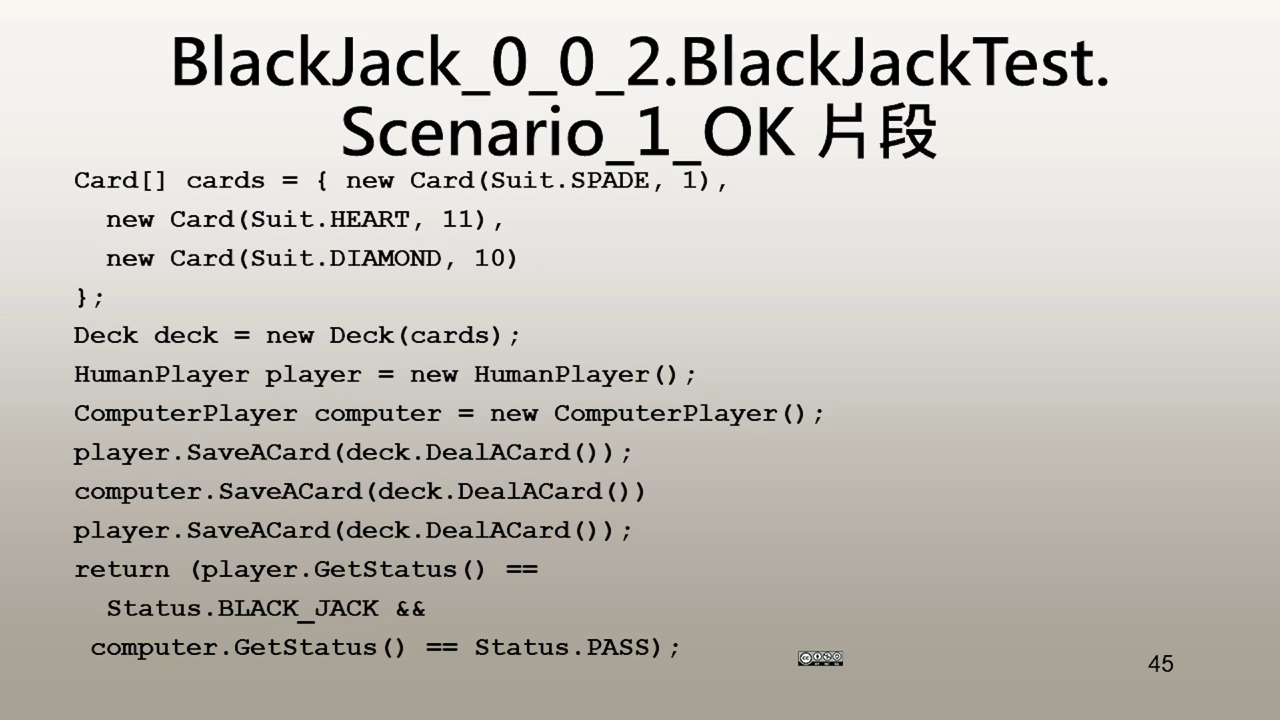 BlackJack_0_0_2.BlackJackTest.
Scenario_1_OK 片段
Card[] cards = { new Card(Suit.SPADE, 1),
new Card(Suit.HEART, 11),
new Card(Suit.DIAMOND, 10)
};
Deck deck = new Deck(cards);
HumanPlayer player = new HumanPlayer();
ComputerPlayer computer = new ComputerPlayer();
player.SaveACard(deck.DealACard());
computer.SaveACard(deck.DealACard())
player.SaveACard(deck.DealACard());
return (player.GetStatus() ==
Status.BLACK_JACK &&
computer.GetStatus() == Status.PASS);
45